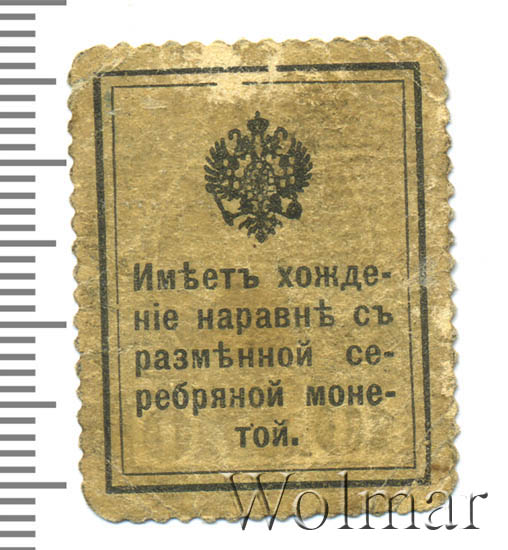 Имѣетъ хожде-
ніе наравнѣ съ
размѣнной се-
ребряной моне-
той.
Wolmar